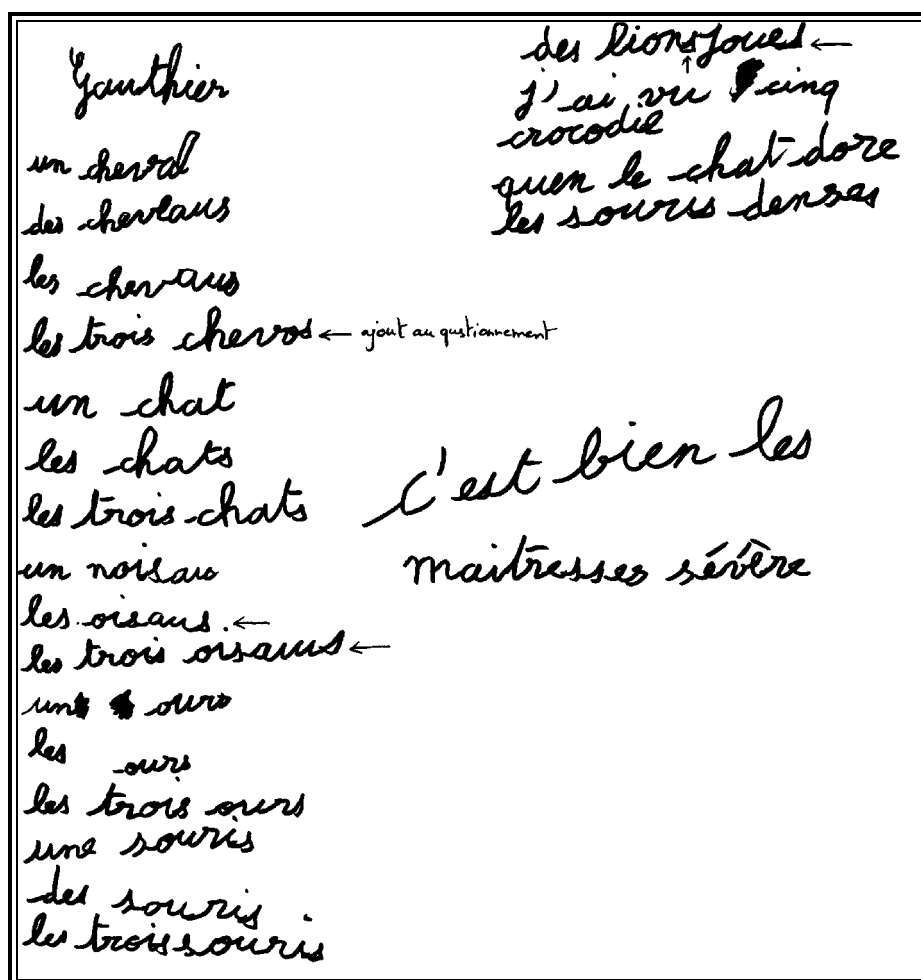 Gauthier
un cheval
des chevaus
les chevaus
les trois chevos ← ajout au qustionnement
un chat
les chats
les trois chats
un noisau
les oisaus. ←
les trois oisaus ←
un ours
les ours
les trois ours
une souris
des souris
les trois souris
des lions joues ←
j'ai vu cinq
crocodil
quen le chat dore
les souris denses
c'est bien les
maitresses sévère